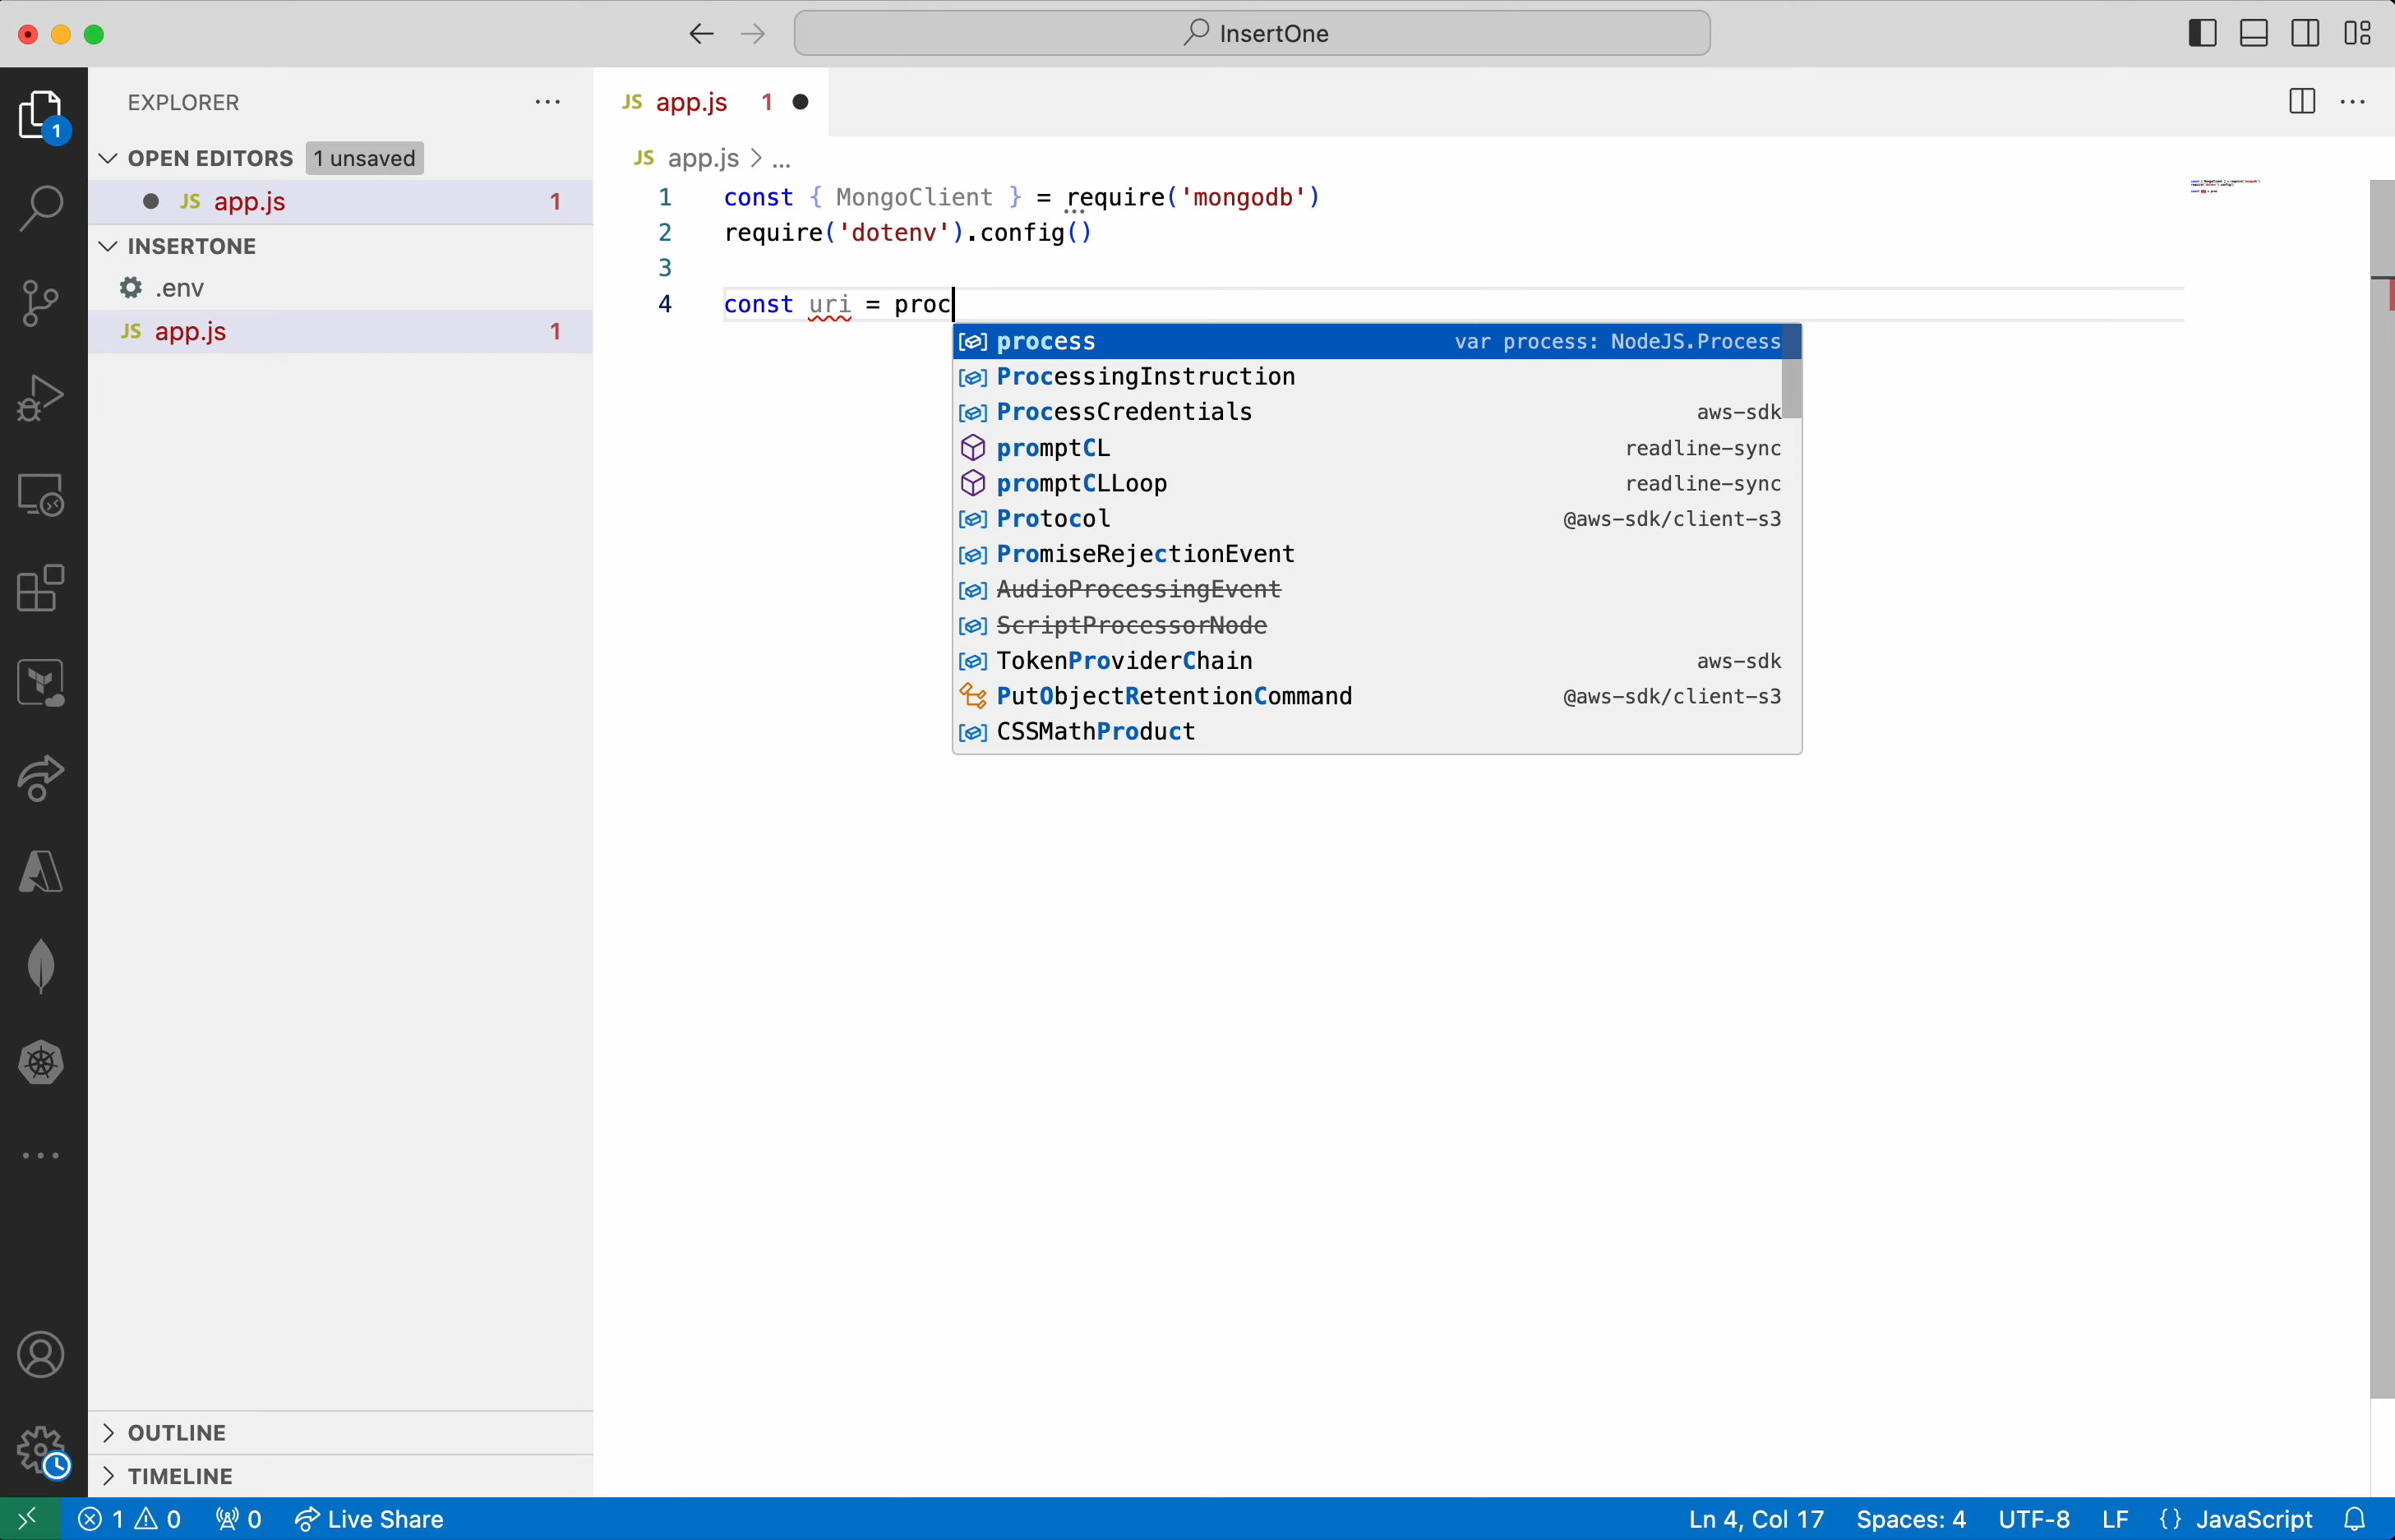 InsertOne
EXPLORER
1
OPEN EDITORS 1 unsaved
JS app.js 1
INSERTONE
.env
JS app.js 1
JS app.js 1
JS app.js > ...
1 const { MongoClient } = require('mongodb')
2 require('dotenv').config()
3
4 const uri = proc
process var process: NodeJS.Process
ProcessingInstruction
ProcessCredentials aws-sdk
promptCL readline-sync
promptCLLoop readline-sync
Protocol @aws-sdk/client-s3
PromiseRejectionEvent
AudioProcessingEvent
ScriptProcessorNode
TokenProviderChain aws-sdk
PutObjectRetentionCommand @aws-sdk/client-s3
CSSMathProduct
OUTLINE
TIMELINE
1 0 0 Live Share Ln 4, Col 17 Spaces: 4 UTF-8 LF {} JavaScript